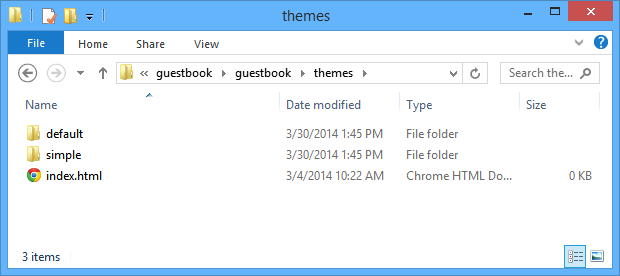 themes
File Home Share View
« guestbook guestbook themes Search the...
Name Date modified Type Size
default 3/30/2014 1:45 PM File folder
simple 3/30/2014 1:45 PM File folder
index.html 3/4/2014 10:22 AM Chrome HTML Do... 0 KB
3 items